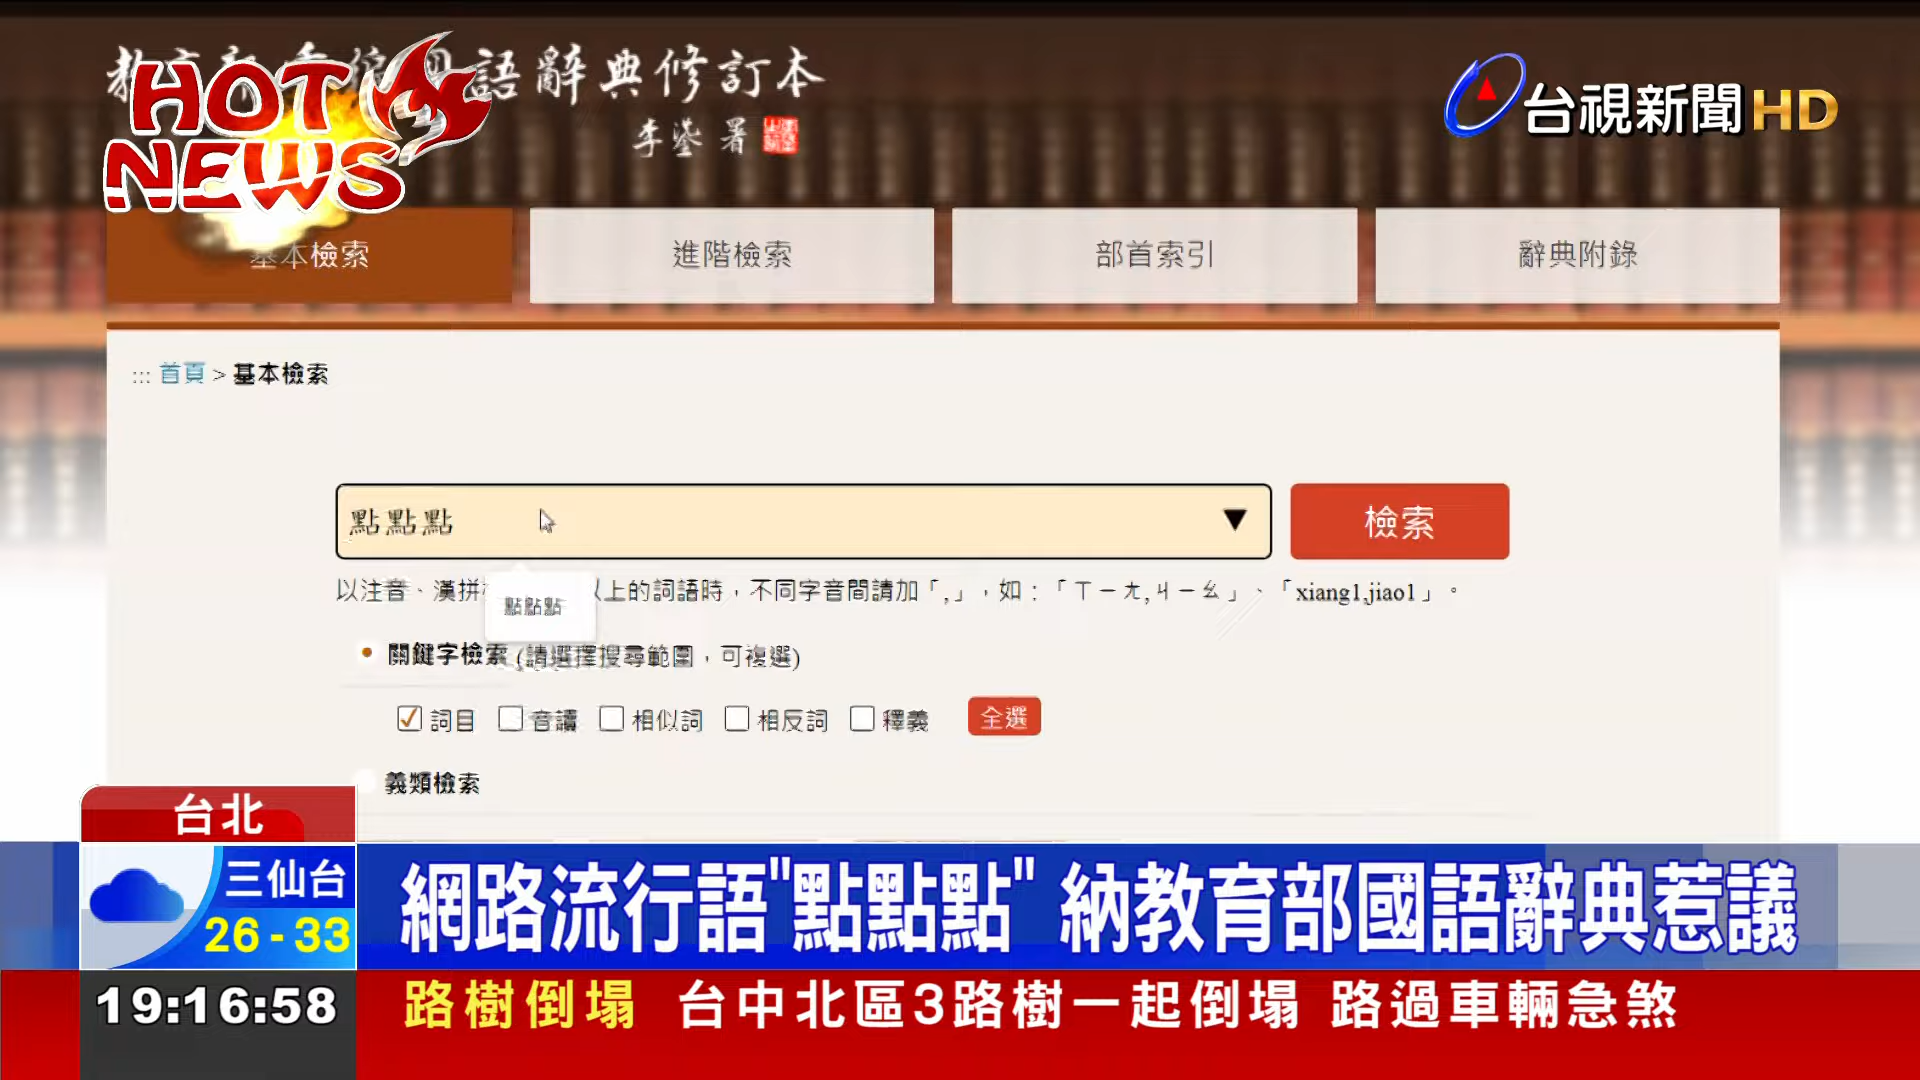 語辭典修訂本
HOT
NEWS
李鍌 署
台視新聞HD
基本檢索
進階檢索
部首索引
辭典附錄
::: 首頁 > 基本檢索
點點點
檢索
以注音、漢拼 以上的詞語時，不同字音間請加「,」，如：「ㄒㄧㄤ,ㄐㄧㄠ」、「xiang1,jiao1」。
點點點
關鍵字檢索 (請選擇搜尋範圍，可複選)
詞目 音讀 相似詞 相反詞 釋義 全選
義類檢索
台北
三仙台
26-33
網路流行語"點點點" 納教育部國語辭典惹議
19:16:58
路樹倒塌 台中北區3路樹一起倒塌 路過車輛急煞